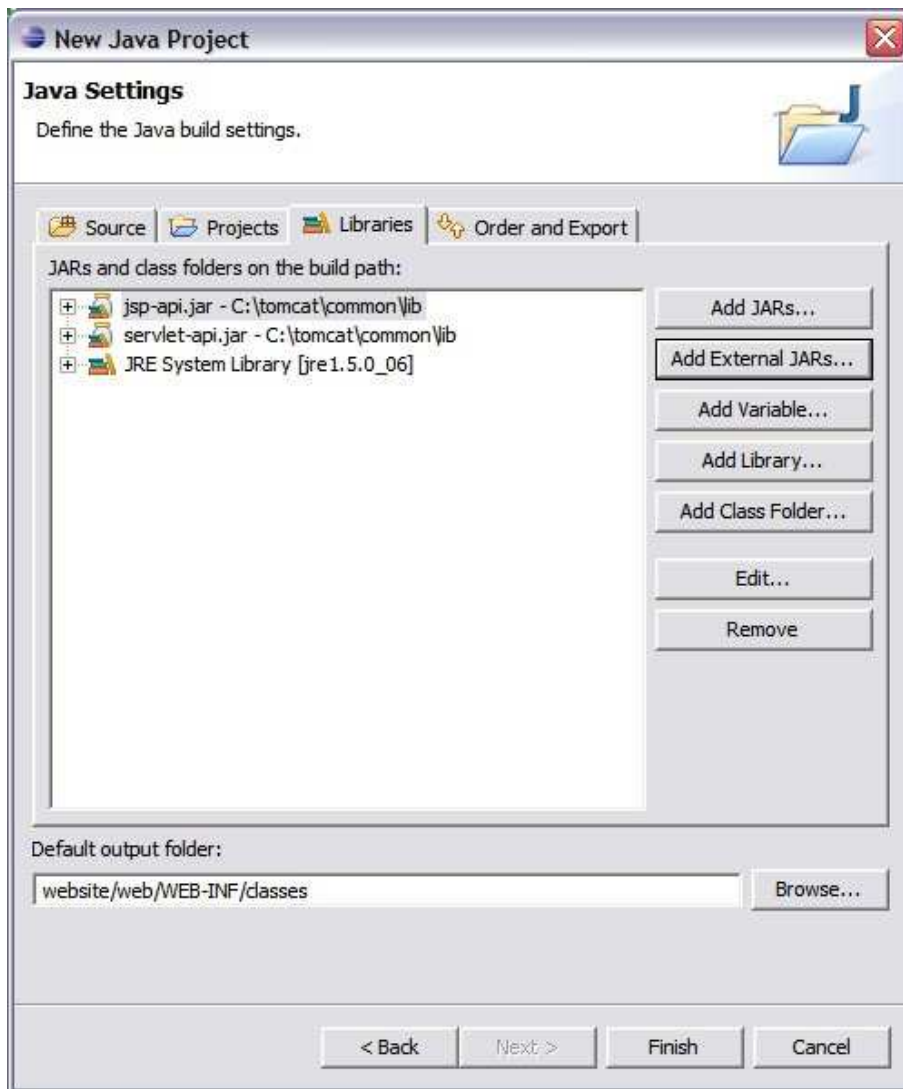 New Java Project
Java Settings
Define the Java build settings.
Source
Projects
Libraries
Order and Export
JARs and class folders on the build path:
jsp-api.jar - C:\tomcat\common\lib
servlet-api.jar - C:\tomcat\common\lib
JRE System Library [jre1.5.0_06]
Add JARs...
Add External JARs...
Add Variable...
Add Library...
Add Class Folder...
Edit...
Remove
Default output folder:
website/web/WEB-INF/classes
Browse...
< Back
Next >
Finish
Cancel